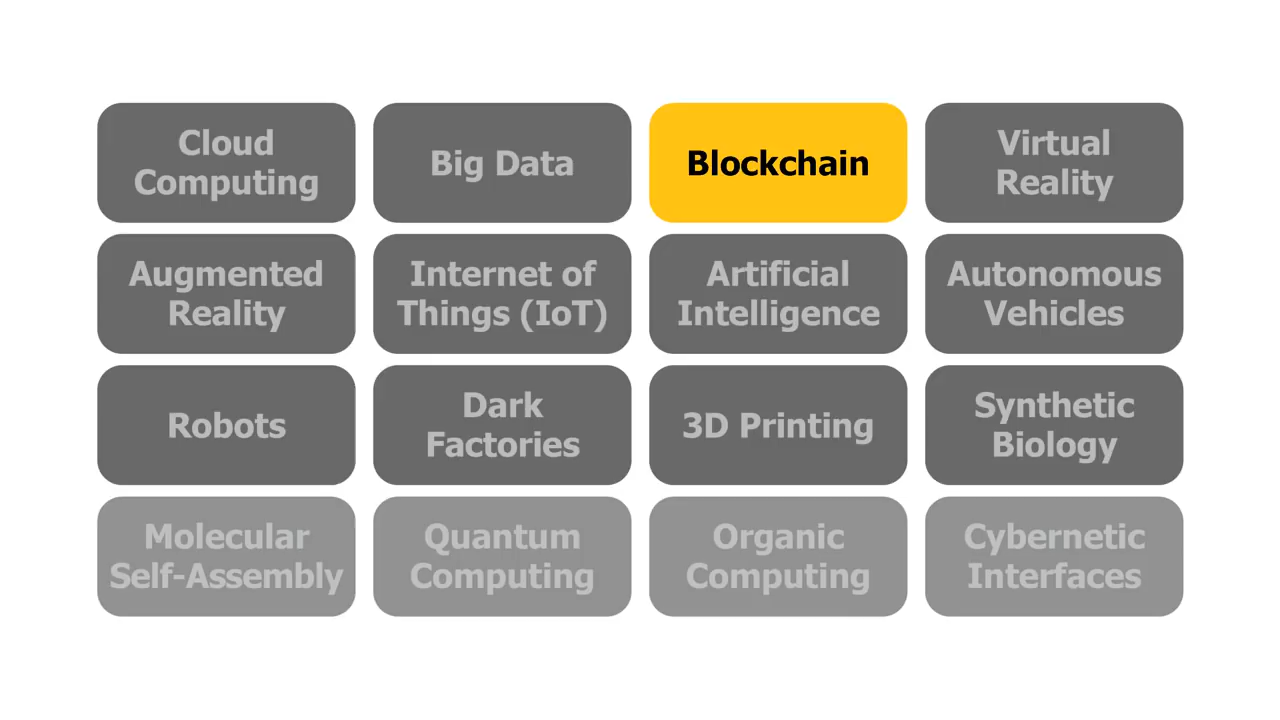 Cloud
Computing
Big Data
Blockchain
Virtual
Reality
Augmented
Reality
Internet of
Things (IoT)
Artificial
Intelligence
Autonomous
Vehicles
Robots
Dark
Factories
3D Printing
Synthetic
Biology
Molecular
Self-Assembly
Quantum
Computing
Organic
Computing
Cybernetic
Interfaces